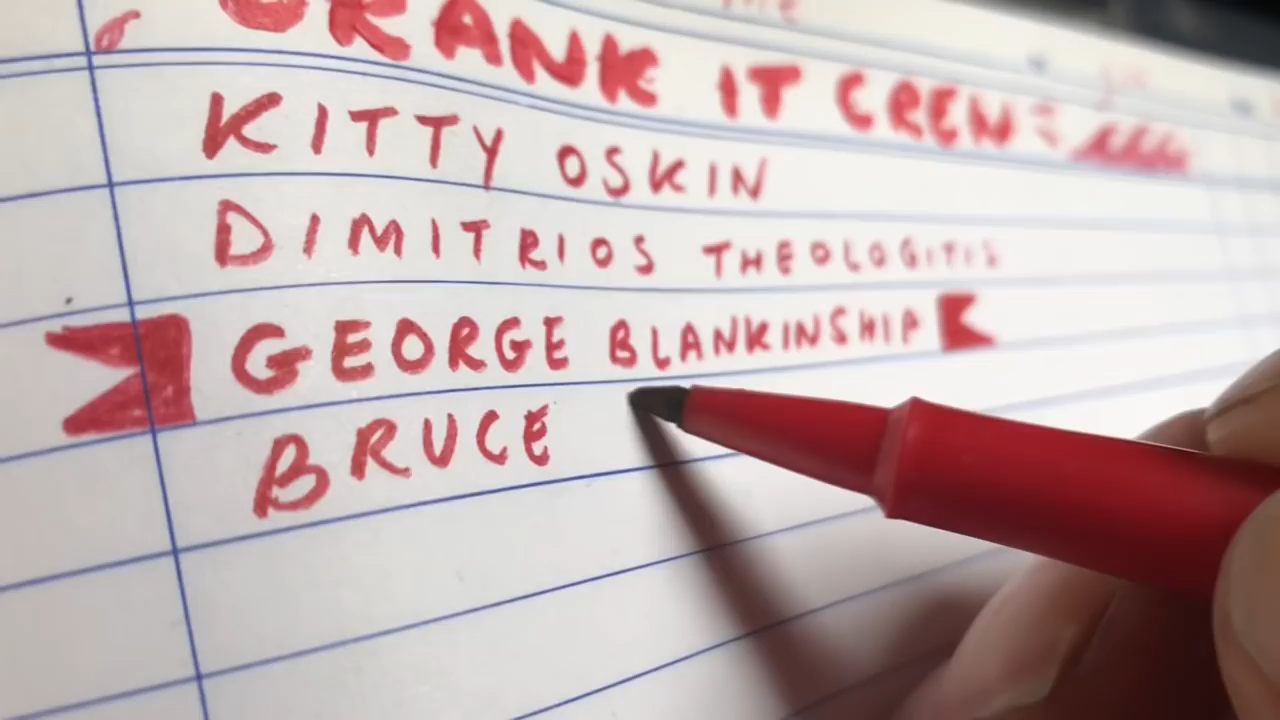 CRANK IT CREW:
KITTY OSKIN
DIMITRIOS THEOLOGITIS
GEORGE BLANKINSHIP
BRUCE